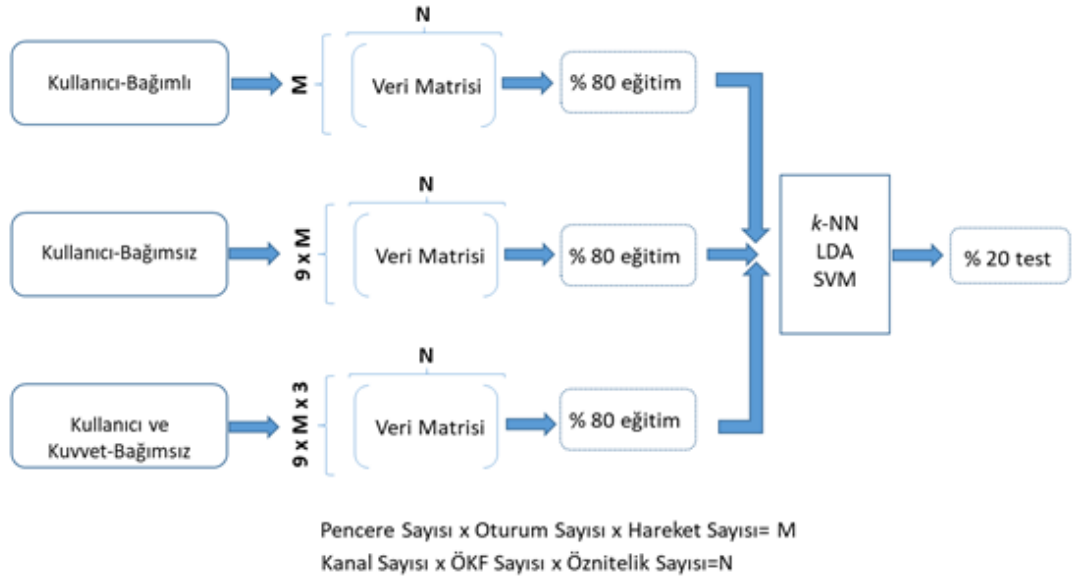 N
Kullanıcı-Bağımlı
M
Veri Matrisi
% 80 eğitim
N
Kullanıcı-Bağımsız
9 x M
Veri Matrisi
% 80 eğitim
k-NN
LDA
SVM
% 20 test
N
Kullanıcı ve
Kuvvet-Bağımsız
9 x M x 3
Veri Matrisi
% 80 eğitim
Pencere Sayısı x Oturum Sayısı x Hareket Sayısı= M
Kanal Sayısı x ÖKF Sayısı x Öznitelik Sayısı=N